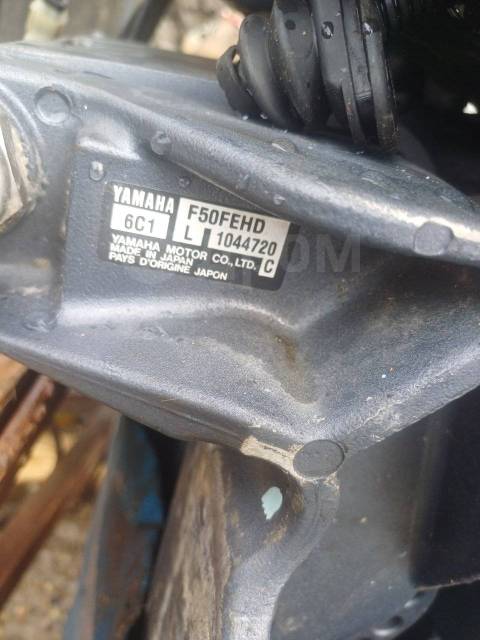 YAMAHA F50FEHD
6C1 L 1044720
YAMAHA MOTOR CO., LTD. C
MADE IN JAPAN
PAYS D'ORIGINE JAPON